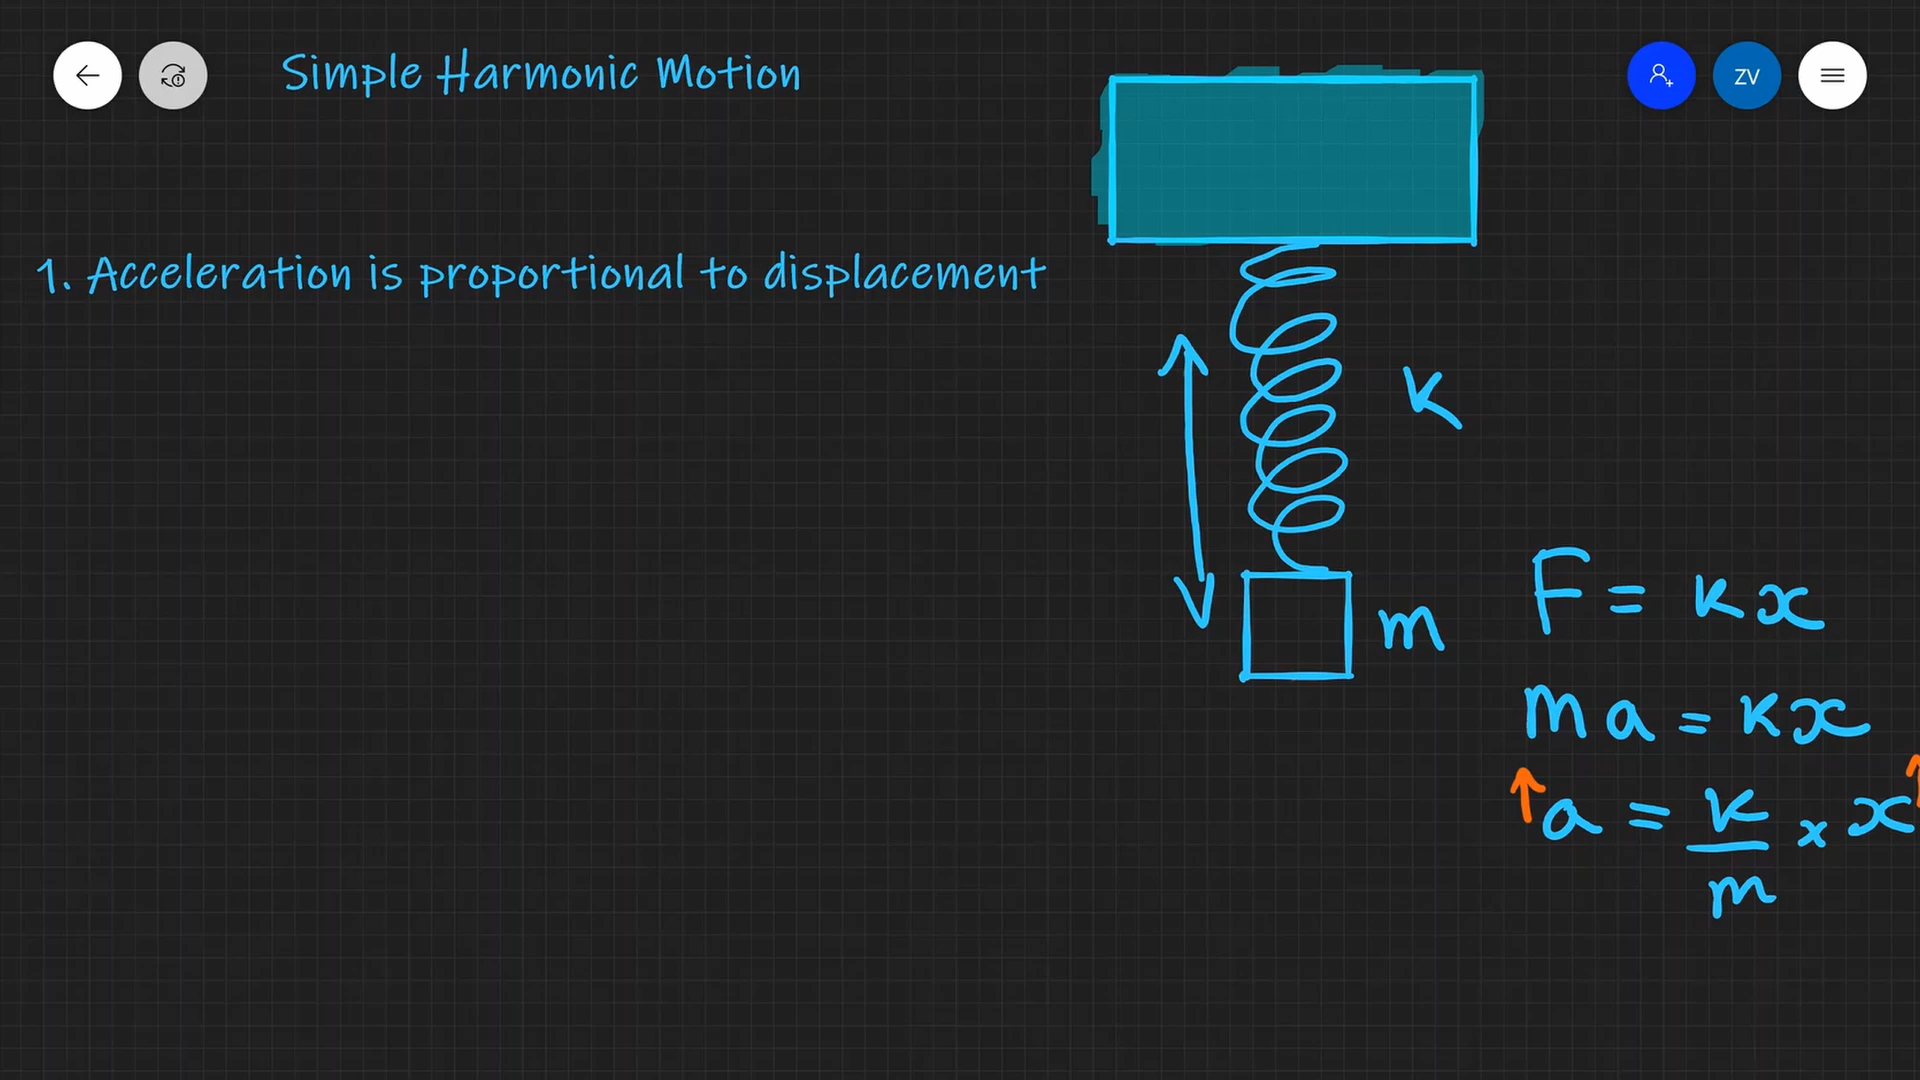 Simple Harmonic Motion
ZV
1. Acceleration is proportional to displacement
K
m
F = kx
ma = kx
↑a = k/m × x↑